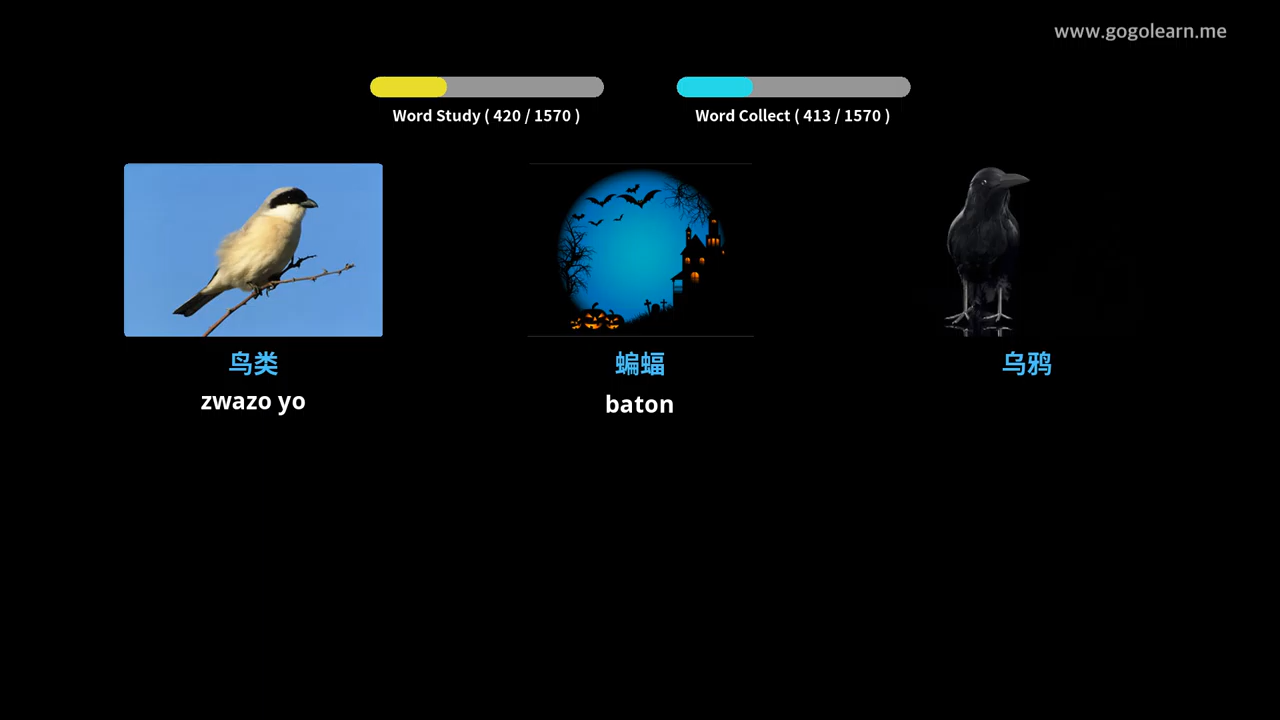 www.gogolearn.me
Word Study ( 420 / 1570 )
Word Collect ( 413 / 1570 )
鸟类
蝙蝠
乌鸦
zwazo yo
baton